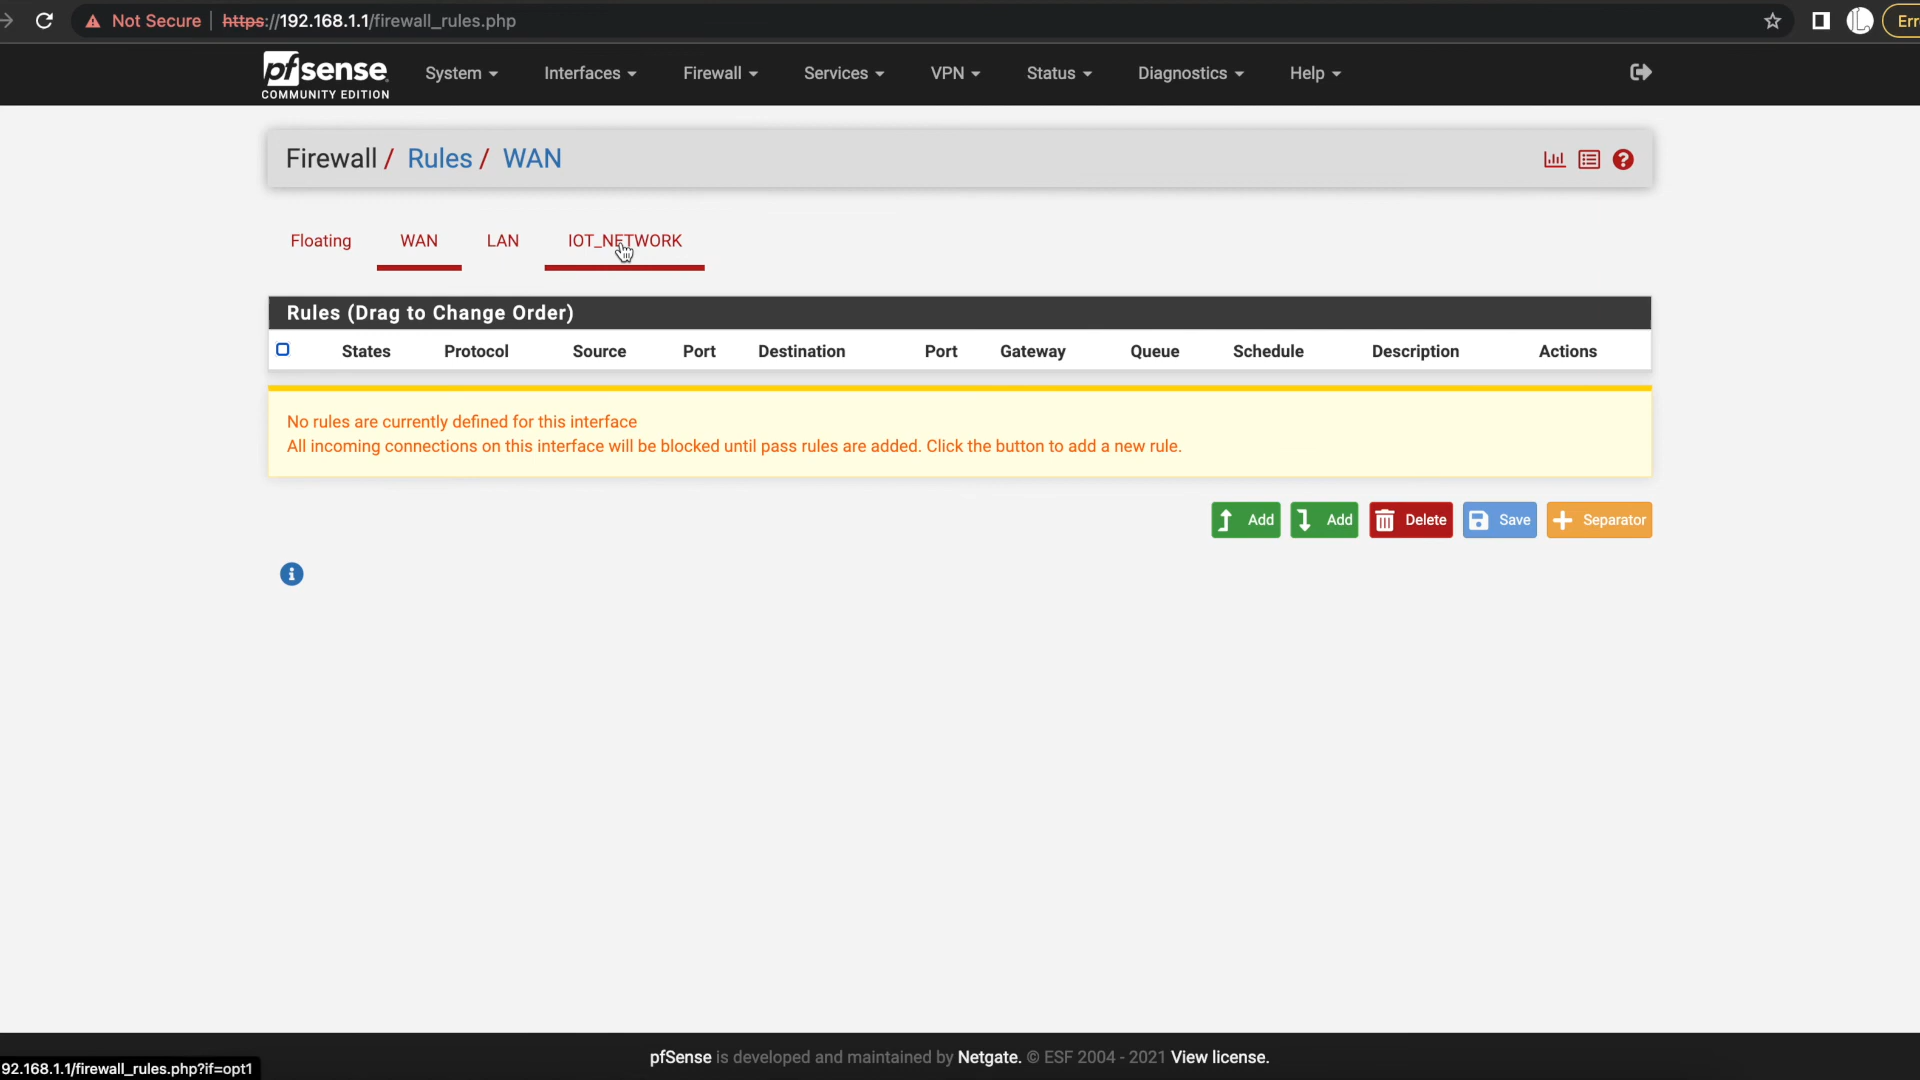 Not Secure https://192.168.1.1/firewall_rules.php Err
pfsense
COMMUNITY EDITION
System Interfaces Firewall Services VPN Status Diagnostics Help
Firewall / Rules / WAN
Floating WAN LAN IOT_NETWORK
Rules (Drag to Change Order)
States Protocol Source Port Destination Port Gateway Queue Schedule Description Actions
No rules are currently defined for this interface
All incoming connections on this interface will be blocked until pass rules are added. Click the button to add a new rule.
Add Add Delete Save Separator
pfSense is developed and maintained by Netgate. © ESF 2004 - 2021 View license.
92.168.1.1/firewall_rules.php?if=opt1